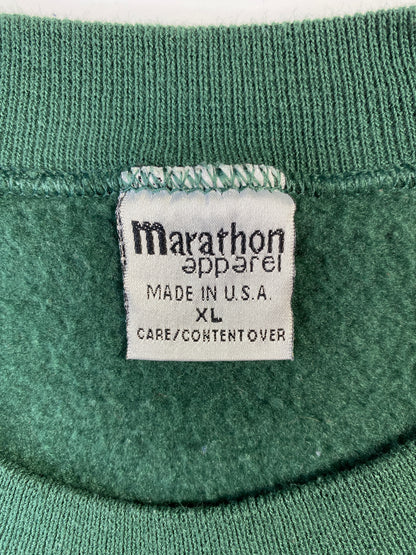 marathon
apparel
MADE IN U.S.A.
XL
CARE/CONTENT OVER